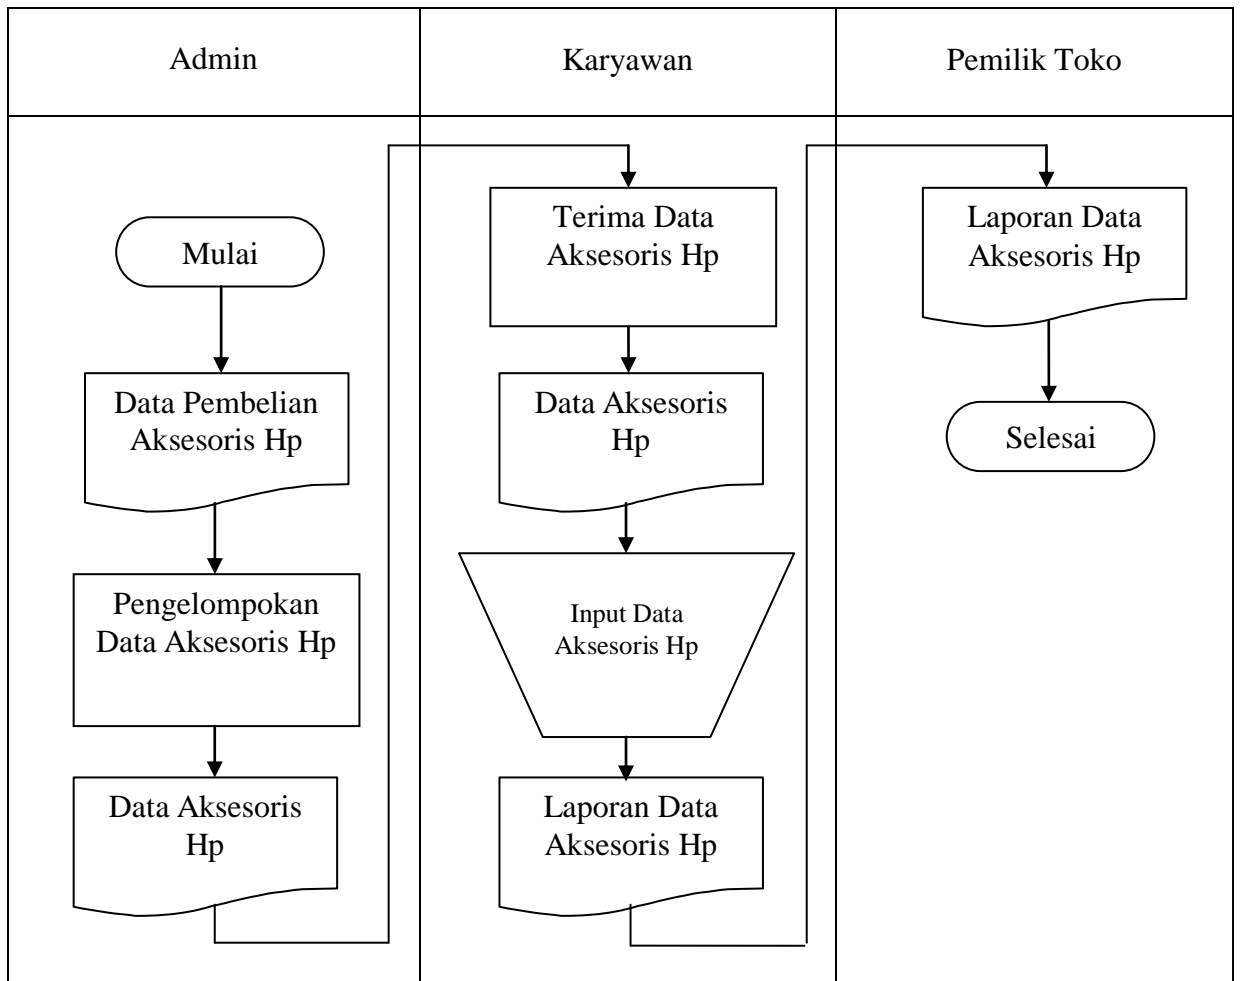 Admin
Karyawan
Pemilik Toko
Mulai
Data Pembelian
Aksesoris Hp
Pengelompokan
Data Aksesoris Hp
Data Aksesoris
Hp
Terima Data
Aksesoris Hp
Data Aksesoris
Hp
Input Data
Aksesoris Hp
Laporan Data
Aksesoris Hp
Laporan Data
Aksesoris Hp
Selesai